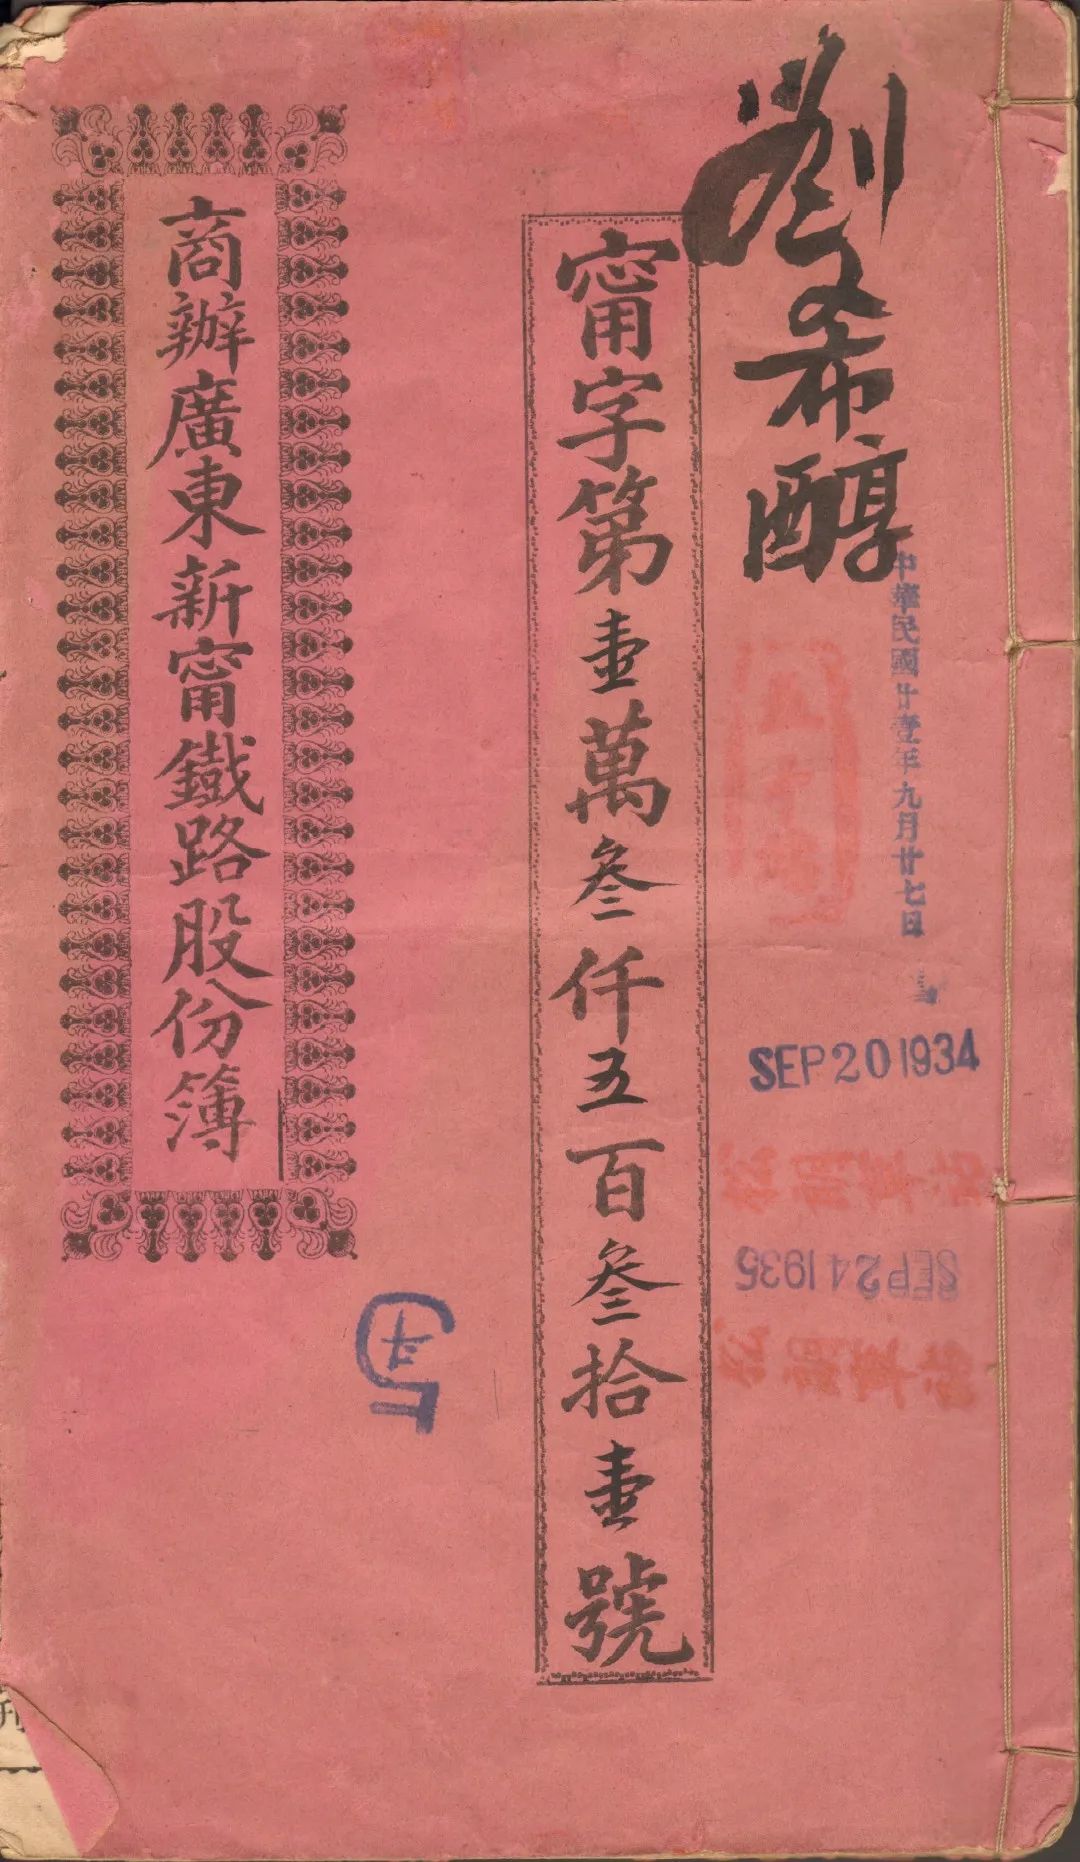 劉希醇
中華民國廿壹年九月廿七日
SEP 20 1934
SEP 24 1935
甯字第壹萬叁仟五百叁拾壹號
5
商辦廣東新甯鐵路股份簿